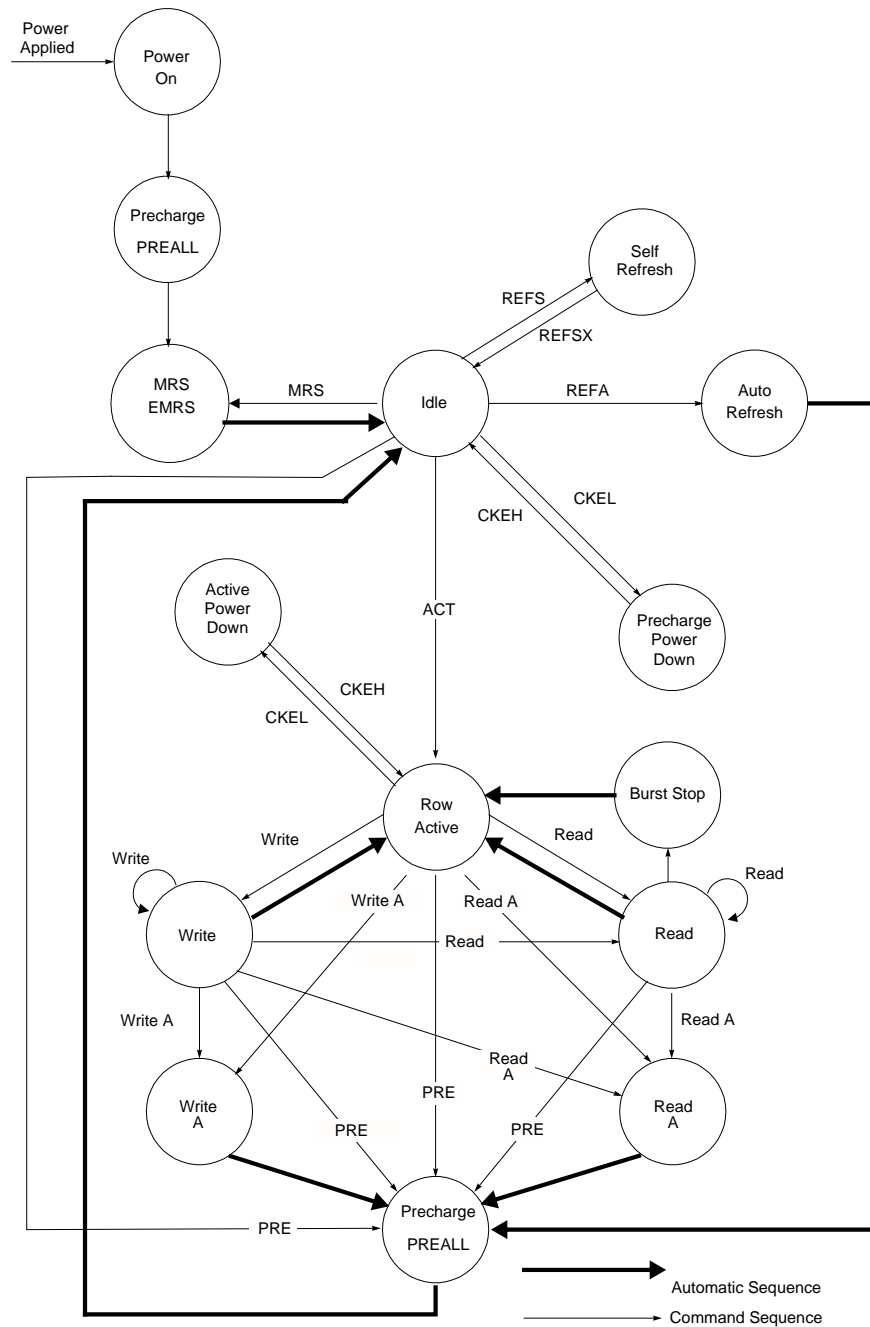 Power
Applied
Power
On
Precharge
PREALL
Self
Refresh
REFS
REFSX
MRS
EMRS
MRS
Idle
REFA
Auto
Refresh
CKEL
CKEH
Active
Power
Down
ACT
Precharge
Power
Down
CKEH
CKEL
Row
Active
Burst Stop
Write
Read
Write
Read
Write A
Read A
Write
Read
Read
Write A
Read A
Read
A
Write
A
PRE
PRE
PRE
Read
A
Precharge
PREALL
PRE
Automatic Sequence
Command Sequence